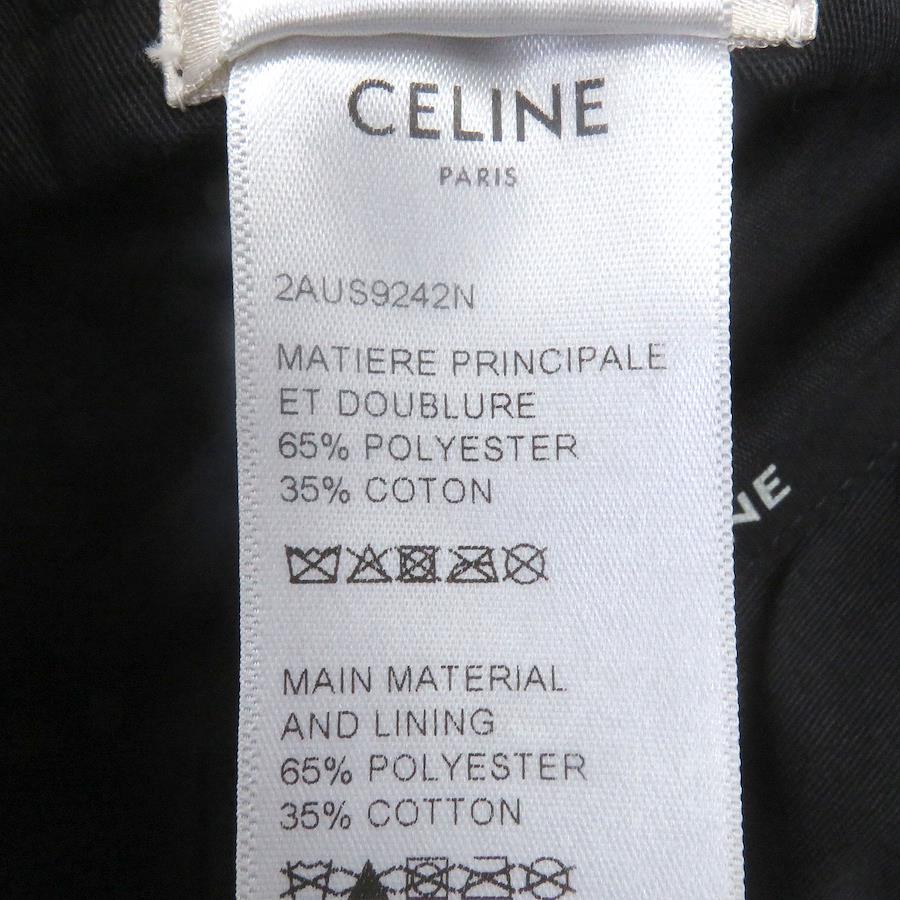 CELINE
PARIS
2AUS9242N
MATIERE PRINCIPALE
ET DOUBLURE
65% POLYESTER
35% COTON
NE
MAIN MATERIAL
AND LINING
65% POLYESTER
35% COTTON